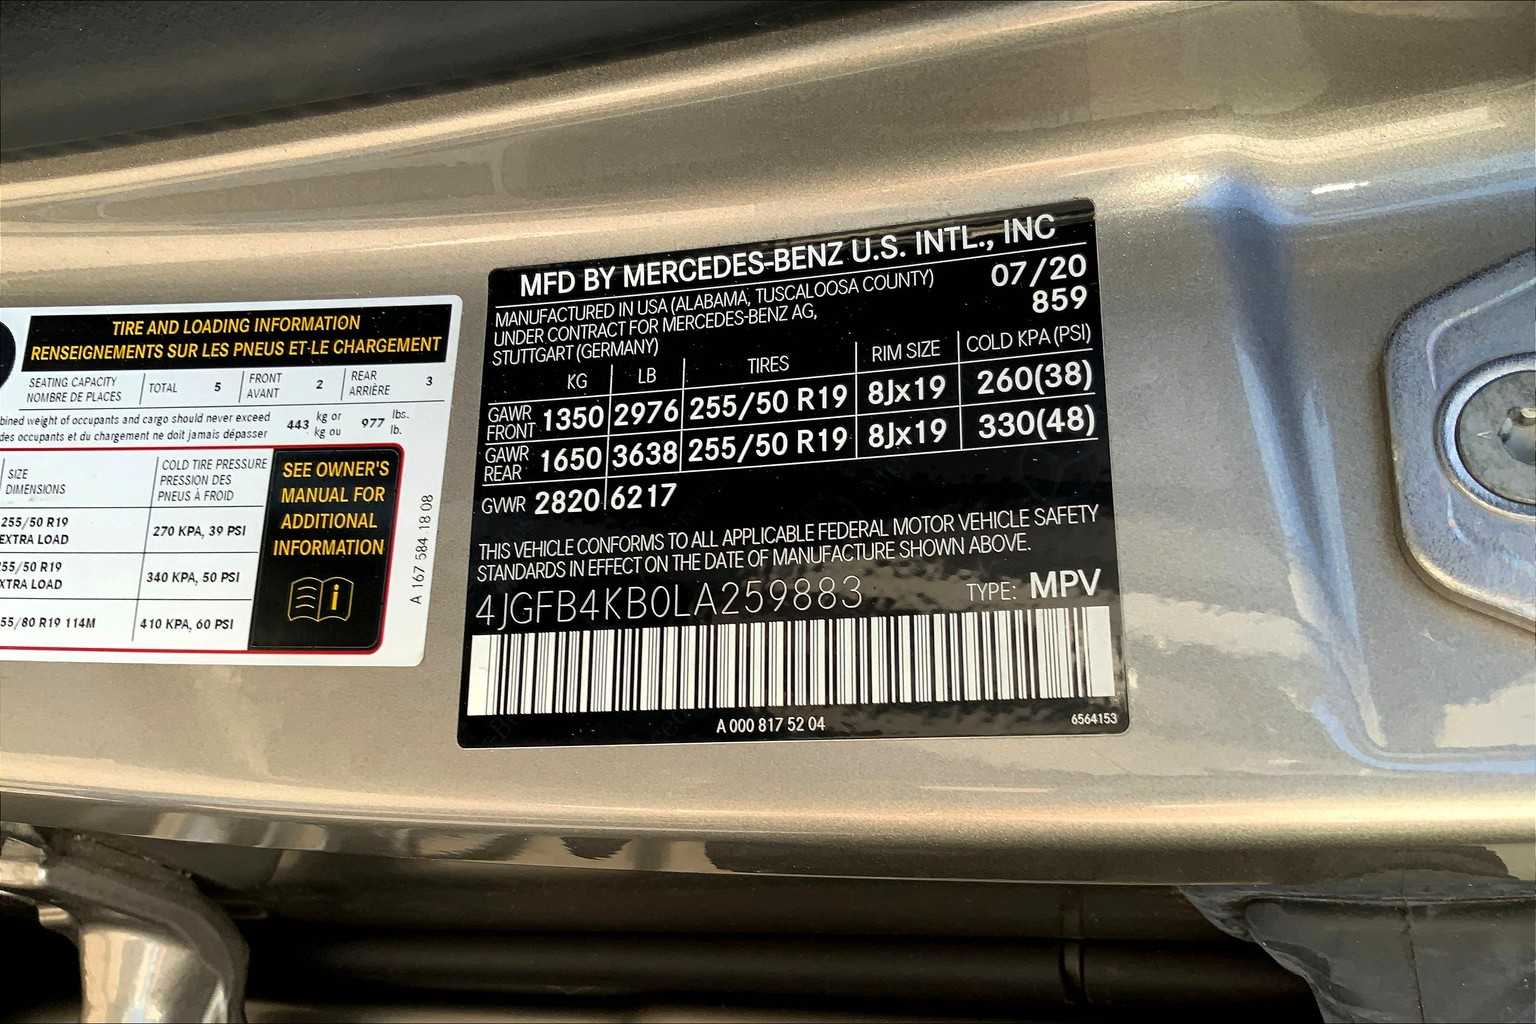 TIRE AND LOADING INFORMATION
RENSEIGNEMENTS SUR LES PNEUS ET LE CHARGEMENT
SEATING CAPACITY
NOMBRE DE PLACES
TOTAL 5
FRONT
AVANT
2
REAR
ARRIÈRE
3
bined weight of occupants and cargo should never exceed
des occupants et du chargement ne doit jamais dépasser
443 kg or
kg ou
977 lbs.
lb.
SIZE
DIMENSIONS
COLD TIRE PRESSURE
PRESSION DES
PNEUS À FROID
255/50 R19
EXTRA LOAD
270 KPA, 39 PSI
255/50 R19
EXTRA LOAD
340 KPA, 50 PSI
55/80 R19 114M
410 KPA, 60 PSI
SEE OWNER'S
MANUAL FOR
ADDITIONAL
INFORMATION
i
A 167 584 18 08
MFD BY MERCEDES-BENZ U.S. INTL., INC
MANUFACTURED IN USA (ALABAMA, TUSCALOOSA COUNTY)
UNDER CONTRACT FOR MERCEDES-BENZ AG,
STUTTGART (GERMANY)
07/20
859
KG LB TIRES RIM SIZE COLD KPA (PSI)
GAWR
FRONT
1350 2976 255/50 R19 8Jx19 260(38)
GAWR
REAR
1650 3638 255/50 R19 8Jx19 330(48)
GVWR 2820 6217
THIS VEHICLE CONFORMS TO ALL APPLICABLE FEDERAL MOTOR VEHICLE SAFETY
STANDARDS IN EFFECT ON THE DATE OF MANUFACTURE SHOWN ABOVE.
4JGFB4KB0LA259883
TYPE: MPV
A 000 817 52 04
6564153